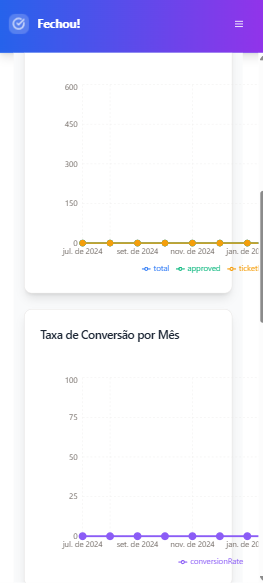 Fechou!
600
450
300
150
0
jul. de 2024 set. de 2024 nov. de 2024 jan. de 20
total approved ticket
Taxa de Conversão por Mês
100
75
50
25
0
jul. de 2024 set. de 2024 nov. de 2024 jan. de 20
conversionRate